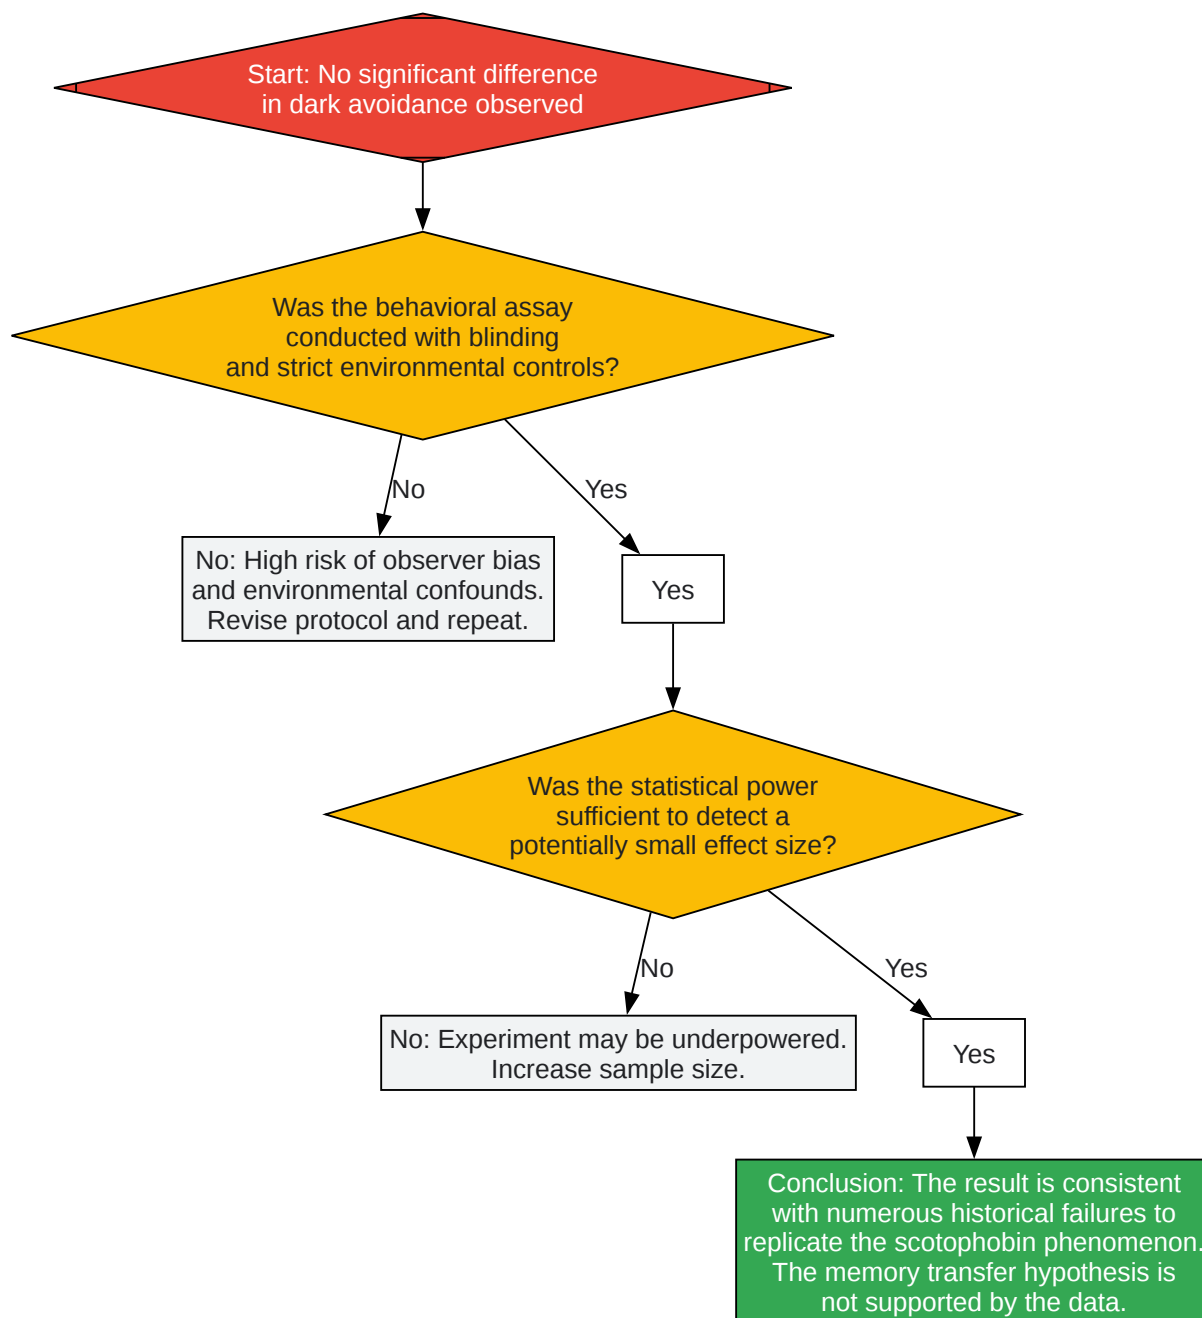 Start: No significant difference
in dark avoidance observed
Was the behavioral assay
conducted with blinding
and strict environmental controls?
No
Yes
No: High risk of observer bias
and environmental confounds.
Revise protocol and repeat.
Yes
Was the statistical power
sufficient to detect a
potentially small effect size?
No
Yes
No: Experiment may be underpowered.
Increase sample size.
Yes
Conclusion: The result is consistent
with numerous historical failures to
replicate the scotophobin phenomenon.
The memory transfer hypothesis is
not supported by the data.